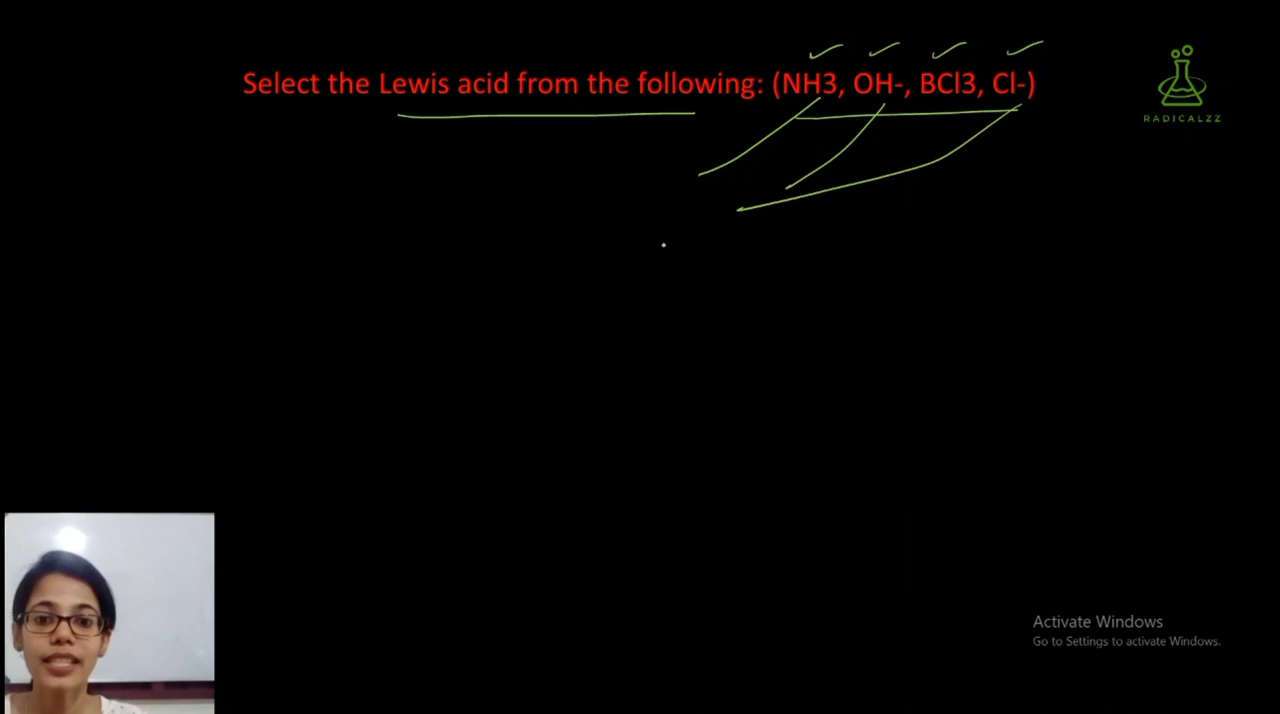 Select the Lewis acid from the following: (NH3, OH-, BCl3, Cl-)
RADICALZZ
Activate Windows
Go to Settings to activate Windows.